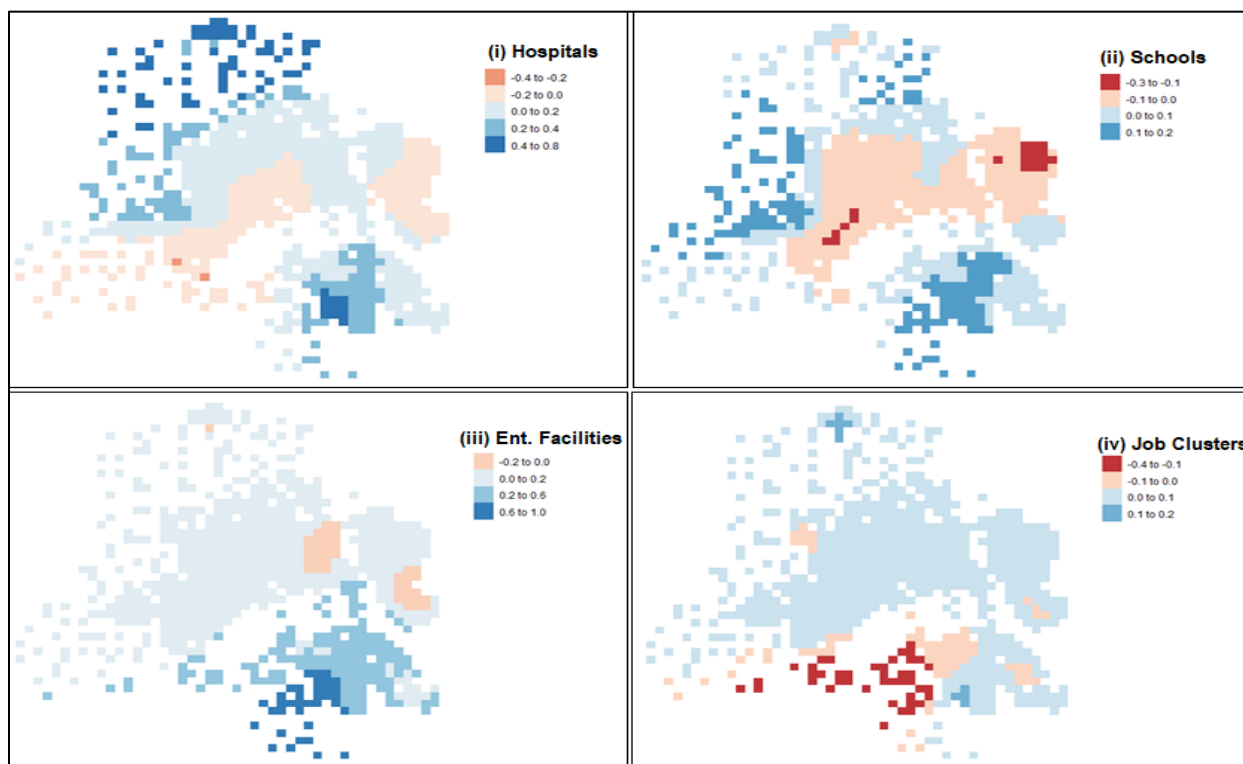 (i) Hospitals
-0.4 to -0.2
-0.2 to 0.0
0.0 to 0.2
0.2 to 0.4
0.4 to 0.8
(ii) Schools
-0.3 to -0.1
-0.1 to 0.0
0.0 to 0.1
0.1 to 0.2
(iii) Ent. Facilities
-0.2 to 0.0
0.0 to 0.2
0.2 to 0.6
0.6 to 1.0
(iv) Job Clusters
-0.4 to -0.1
-0.1 to 0.0
0.0 to 0.1
0.1 to 0.2